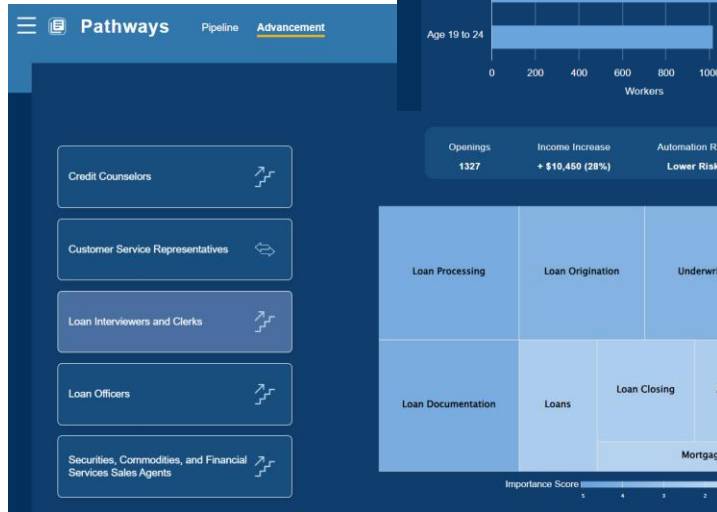 Pathways
Pipeline
Advancement
Age 19 to 24
0 200 400 600 800 1000
Workers
Openings
Income Increase
Automation
1327
+ $10,450 (28%)
Lower Risk
Credit Counselors
Customer Service Representatives
Loan Interviewers and Clerks
Loan Officers
Securities, Commodities, and Financial
Services Sales Agents
Loan Processing
Loan Origination
Loan Documentation
Loans
Loan Closing
Importance Score
5 4 3 2